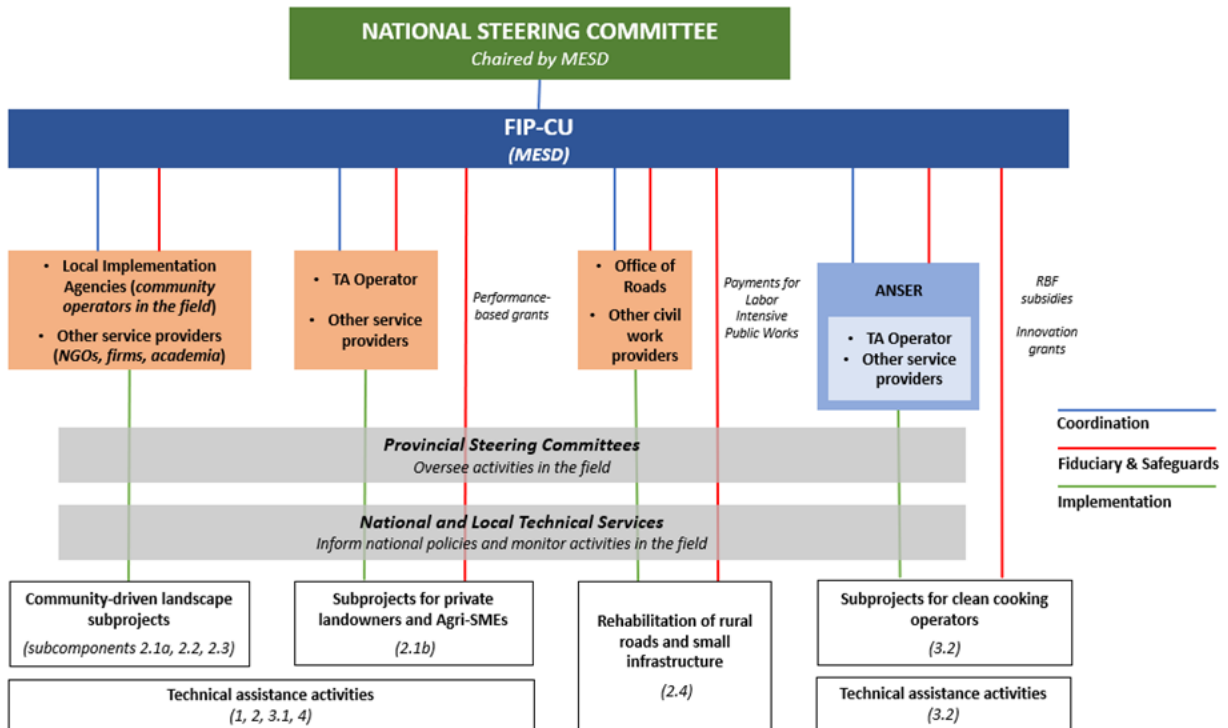 NATIONAL STEERING COMMITTEE
Chaired by MESD
FIP-CU
(MESD)
• Local Implementation
Agencies (community
operators in the field)
• Other service providers
(NGOs, firms, academia)
• TA Operator
• Other service
providers
Performance-
based grants
• Office of
Roads
• Other civil
work
providers
Payments for
Labor
Intensive
Public Works
ANSER
• TA Operator
• Other service
providers
RBF
subsidies
Innovation
grants
Coordination
Fiduciary & Safeguards
Implementation
Provincial Steering Committees
Oversee activities in the field
National and Local Technical Services
Inform national policies and monitor activities in the field
Community-driven landscape
subprojects
(subcomponents 2.1a, 2.2, 2.3)
Subprojects for private
landowners and Agri-SMEs
(2.1b)
Rehabilitation of rural
roads and small
infrastructure
(2.4)
Subprojects for clean cooking
operators
(3.2)
Technical assistance activities
(1, 2, 3.1, 4)
Technical assistance activities
(3.2)